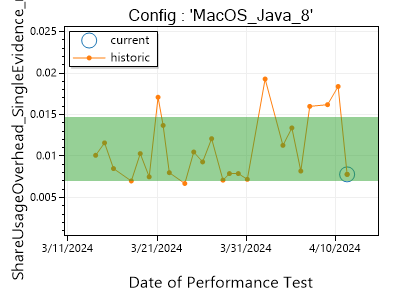 Config : 'MacOS_Java_8'
ShareUsageOverhead_SingleEvidence_
current
historic
0.025
0.02
0.015
0.01
0.005
3/11/2024
3/21/2024
3/31/2024
4/10/2024
Date of Performance Test